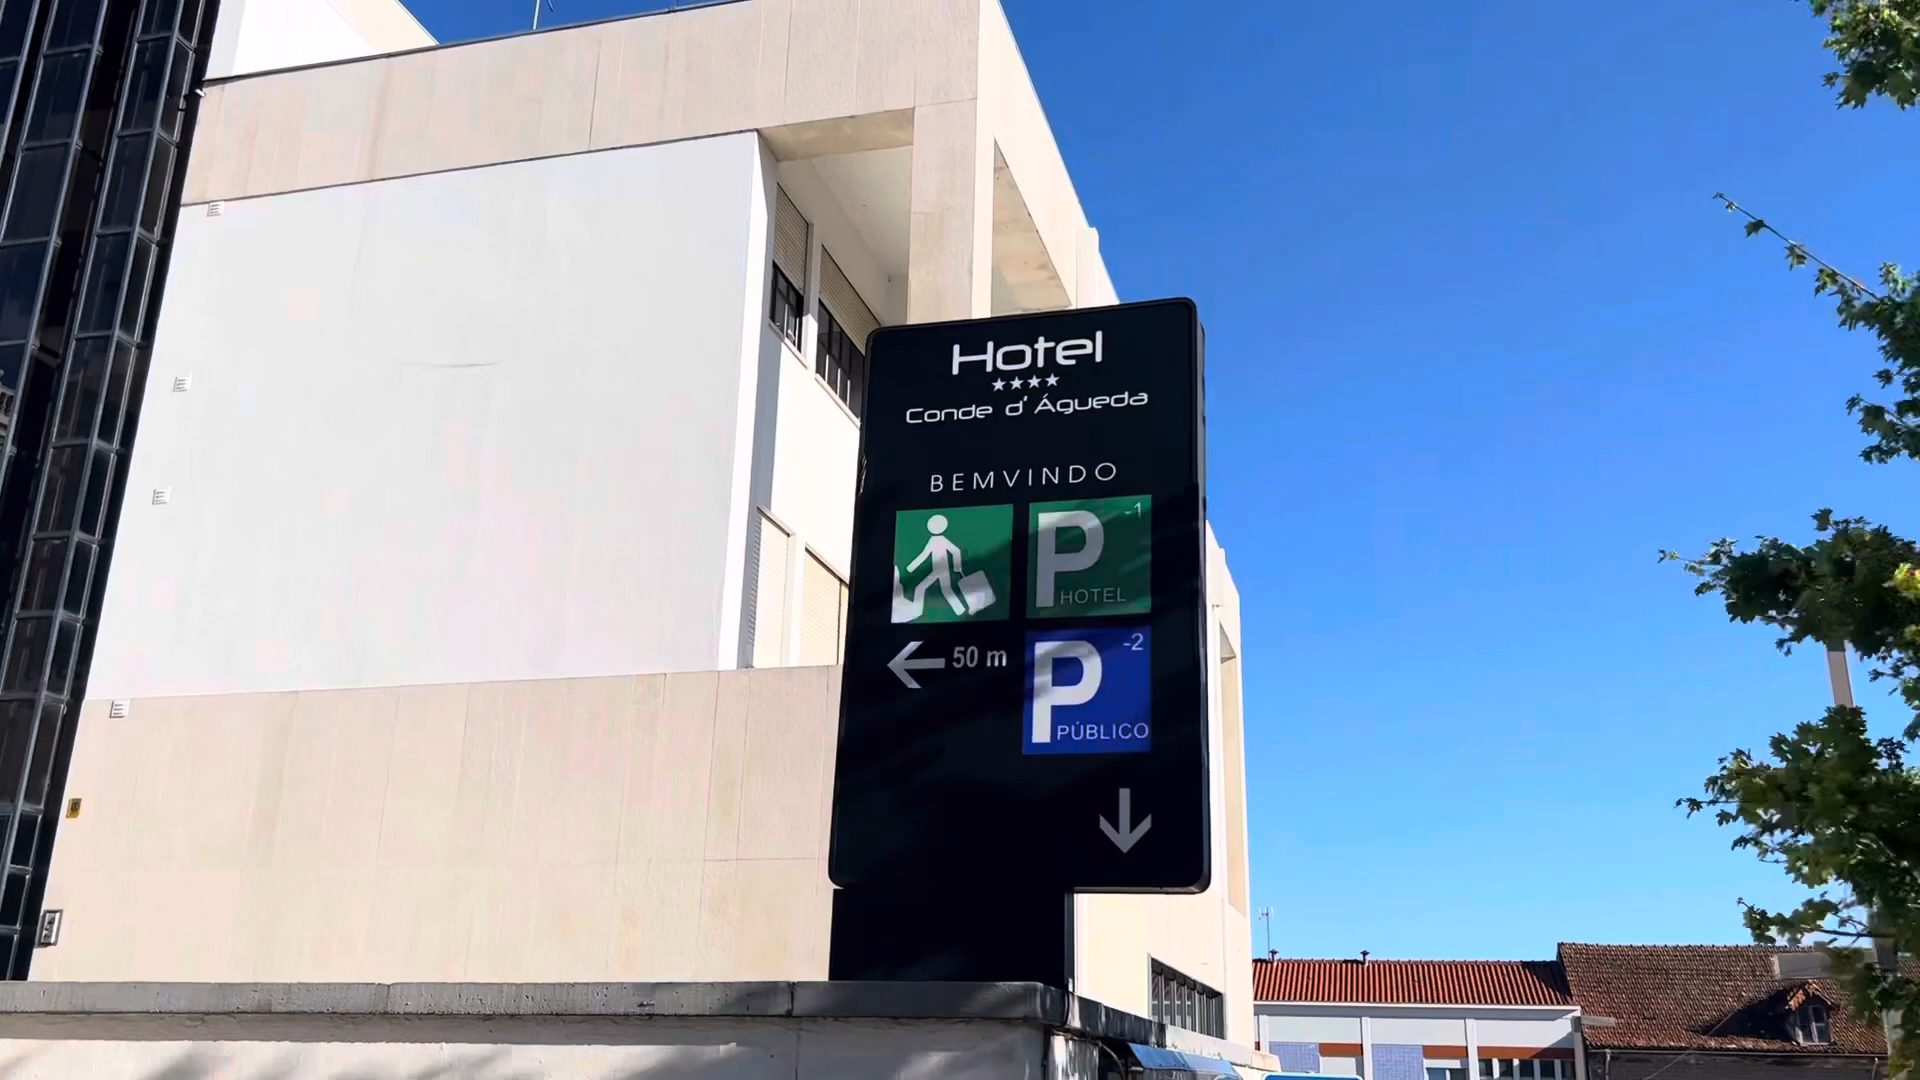 Hotel
★★★★
Conde d' Águeda
BEMVINDO
P -1
HOTEL
← 50 m
P -2
PÚBLICO
↓